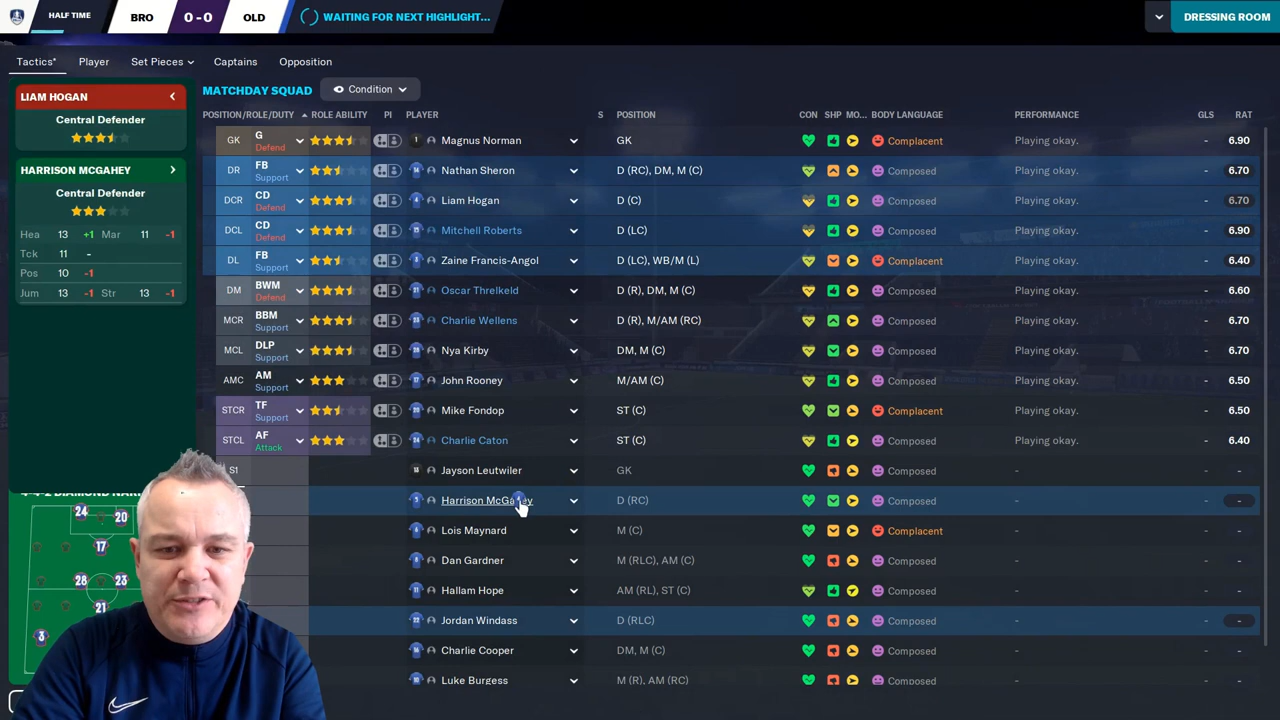 HALF TIME BRO 0 - 0 OLD WAITING FOR NEXT HIGHLIGHT... DRESSING ROOM
Tactics* Player Set Pieces Captains Opposition
LIAM HOGAN
Central Defender
HARRISON MCGAHEY
Central Defender
Hea 13 +1 Mar 11 -1
Tck 11 -
Pos 10 -1
Jum 13 -1 Str 13 -1
MATCHDAY SQUAD Condition
POSITION/ROLE/DUTY ROLE ABILITY PI PLAYER S POSITION CON SHP MO... BODY LANGUAGE PERFORMANCE GLS RAT
GK G Defend 1 Magnus Norman GK Complacent Playing okay. - 6.90
DR FB Support Nathan Sheron D (RC), DM, M (C) Composed Playing okay. - 6.70
DCR CD Defend Liam Hogan D (C) Composed Playing okay. - 6.70
DCL CD Defend Mitchell Roberts D (LC) Composed Playing okay. - 6.90
DL FB Support Zaine Francis-Angol D (LC), WB/M (L) Complacent Playing okay. - 6.40
DM BWM Defend 21 Oscar Threlkeld D (R), DM, M (C) Composed Playing okay. - 6.60
MCR BBM Support 23 Charlie Wellens D (R), M/AM (RC) Composed Playing okay. - 6.70
MCL DLP Support 28 Nya Kirby DM, M (C) Composed Playing okay. - 6.70
AMC AM Support 17 John Rooney M/AM (C) Composed Playing okay. - 6.50
STCR TF Support 20 Mike Fondop ST (C) Complacent Playing okay. - 6.50
STCL AF Attack 24 Charlie Caton ST (C) Composed Playing okay. - 6.40
S1 Jayson Leutwiler GK Composed - - -
Harrison McGahey D (RC) Composed - - -
Lois Maynard M (C) Complacent - - -
Dan Gardner M (RLC), AM (C) Composed - - -
Hallam Hope AM (RL), ST (C) Composed - - -
Jordan Windass D (RLC) Composed - - -
Charlie Cooper DM, M (C) Composed - - -
Luke Burgess M (R), AM (RC) Composed - - -
24 20
17
28 23
21
3